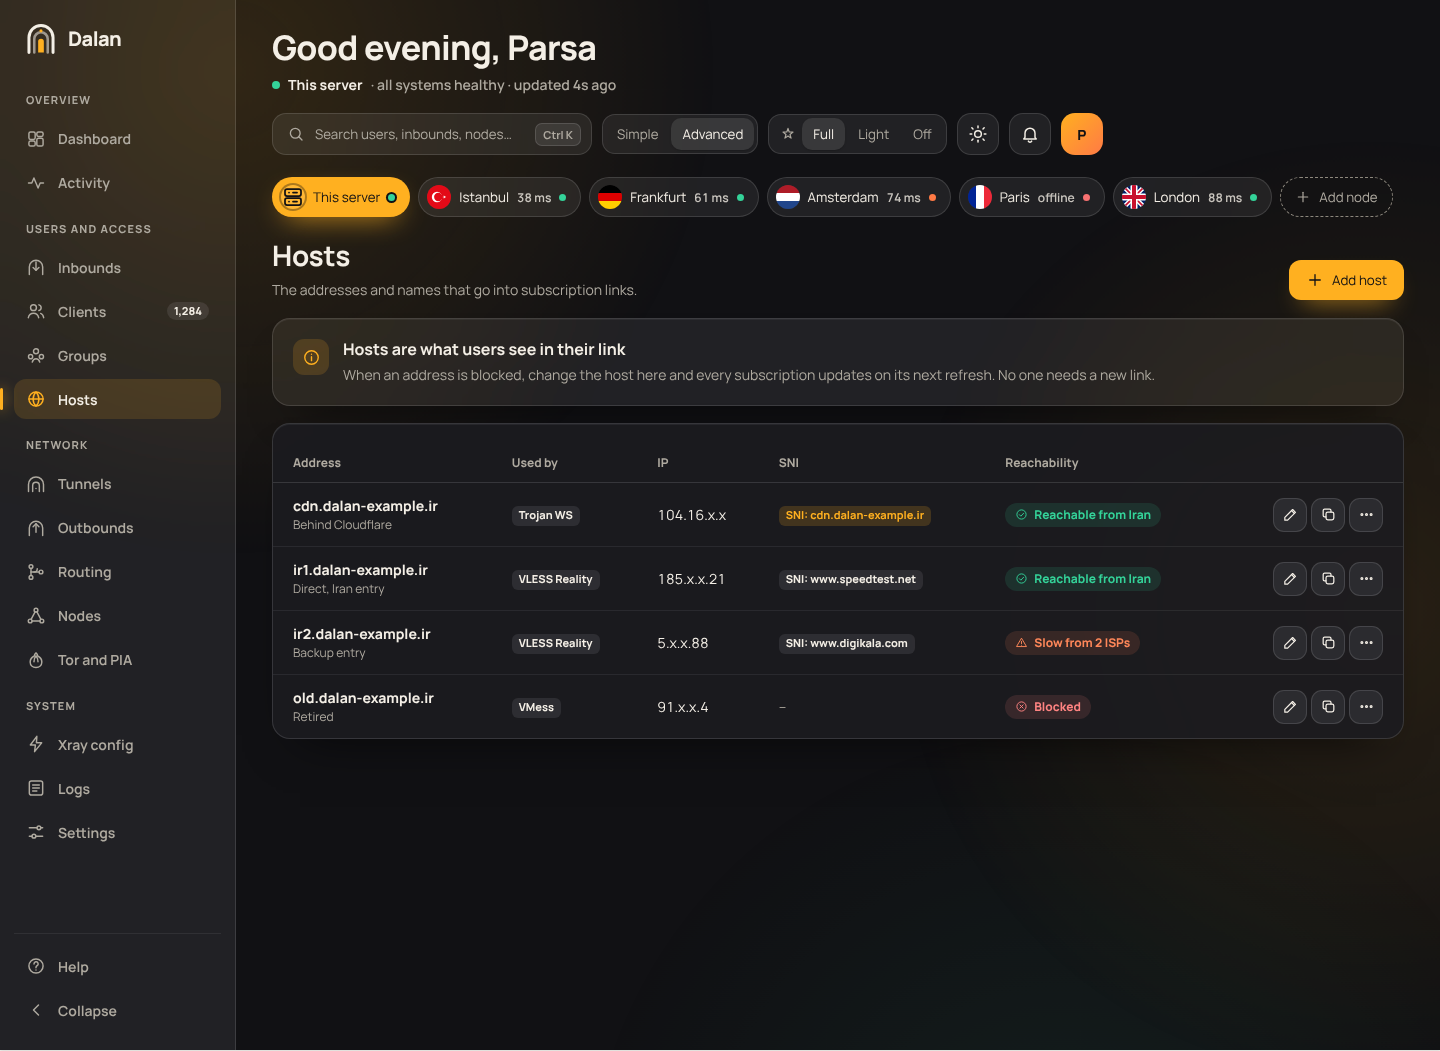 Dalan
OVERVIEW
Dashboard
Activity
USERS AND ACCESS
Inbounds
Clients 1,284
Groups
Hosts
NETWORK
Tunnels
Outbounds
Routing
Nodes
Tor and PIA
SYSTEM
Xray config
Logs
Settings
Help
Collapse
Good evening, Parsa
This server · all systems healthy · updated 4s ago
Search users, inbounds, nodes... Ctrl K Simple Advanced Full Light Off P
This server Istanbul 38 ms Frankfurt 61 ms Amsterdam 74 ms Paris offline London 88 ms + Add node
Hosts
The addresses and names that go into subscription links.
+ Add host
Hosts are what users see in their link
When an address is blocked, change the host here and every subscription updates on its next refresh. No one needs a new link.
Address Used by IP SNI Reachability
cdn.dalan-example.ir
Behind Cloudflare
Trojan WS 104.16.x.x SNI: cdn.dalan-example.ir Reachable from Iran
ir1.dalan-example.ir
Direct, Iran entry
VLESS Reality 185.x.x.21 SNI: www.speedtest.net Reachable from Iran
ir2.dalan-example.ir
Backup entry
VLESS Reality 5.x.x.88 SNI: www.digikala.com Slow from 2 ISPs
old.dalan-example.ir
Retired
VMess 91.x.x.4 – Blocked